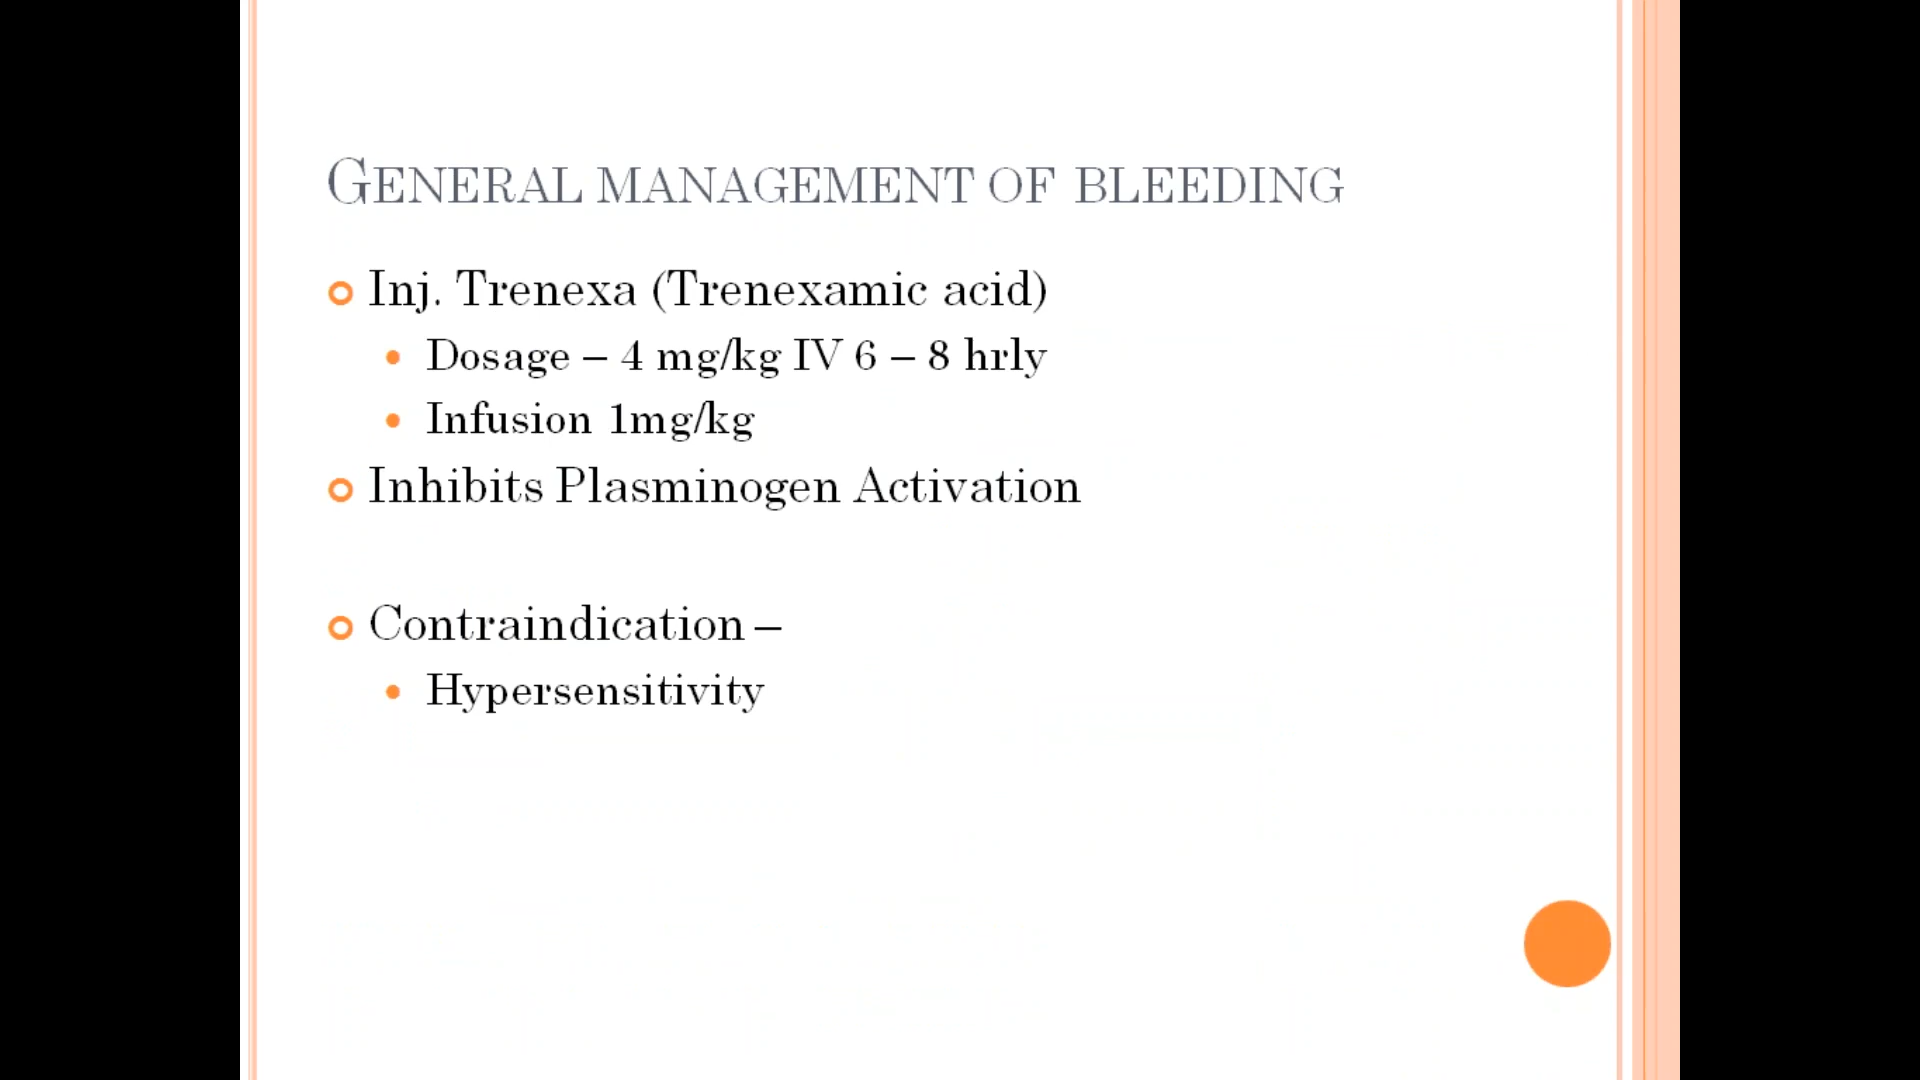 GENERAL MANAGEMENT OF BLEEDING
Inj. Trenexa (Trenexamic acid)
Dosage – 4 mg/kg IV 6 – 8 hrly
Infusion 1mg/kg
Inhibits Plasminogen Activation
Contraindication –
Hypersensitivity